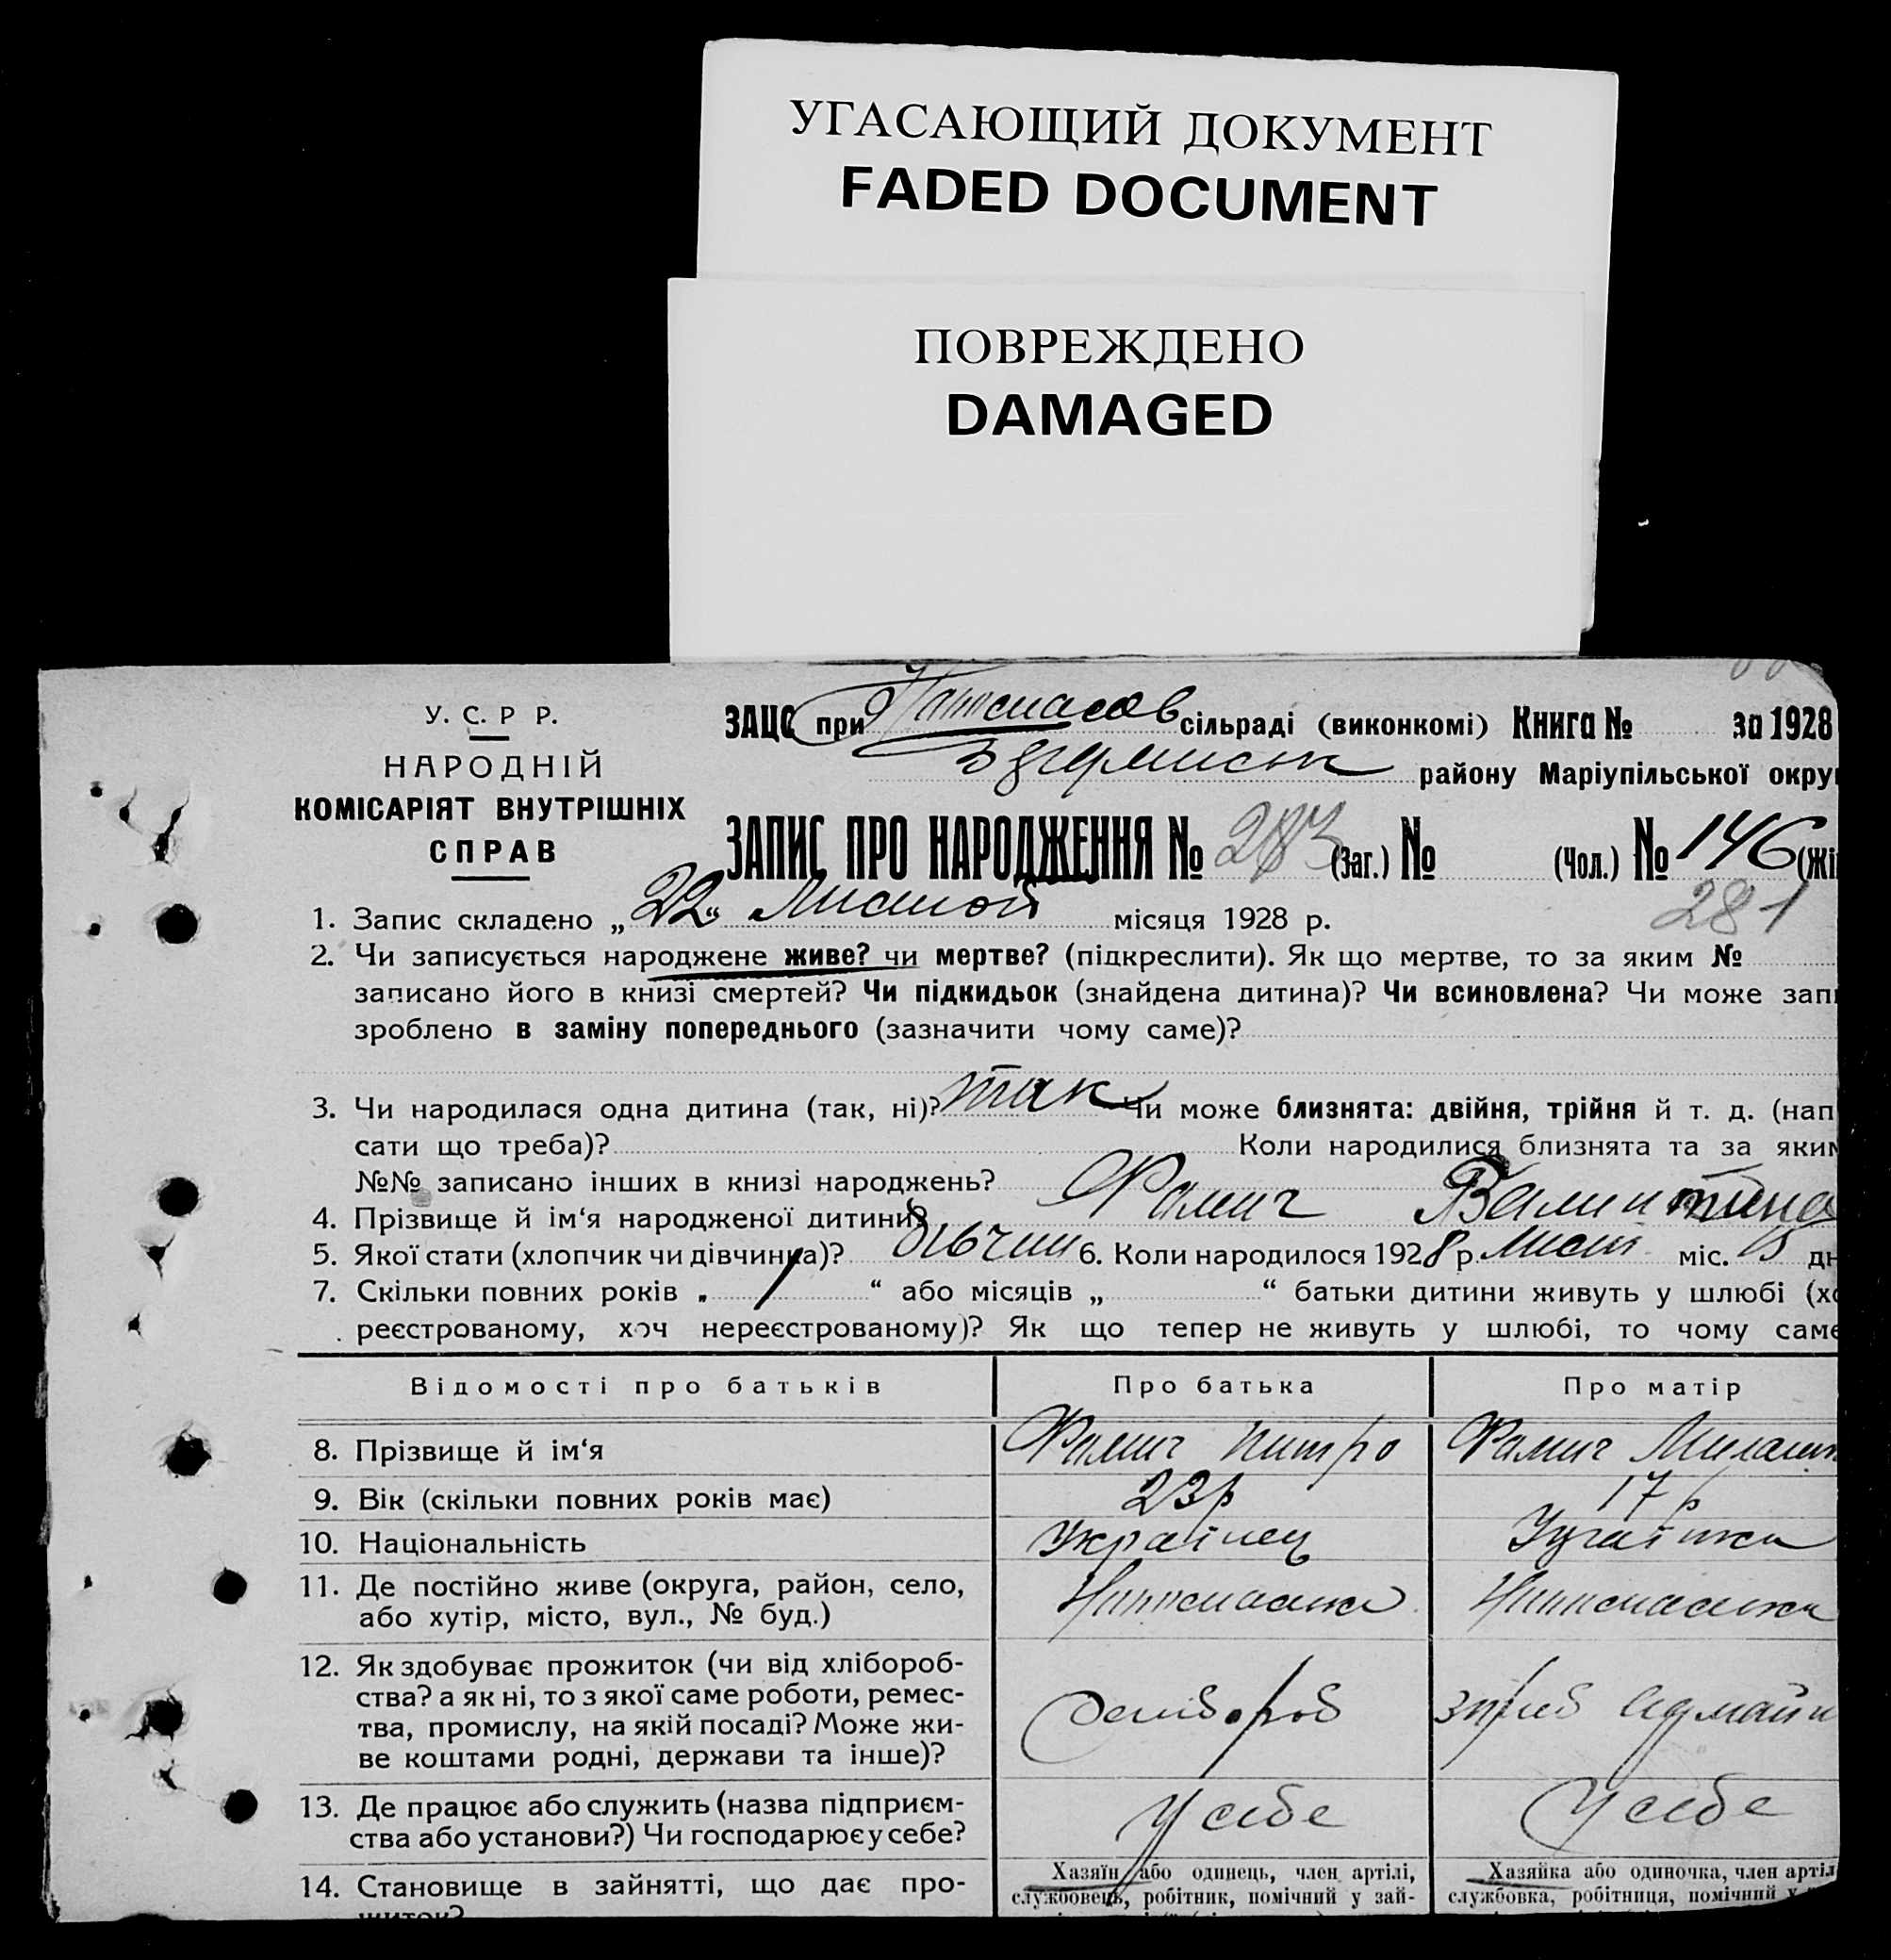 УГАСАЮЩИЙ ДОКУМЕНТ
FADED DOCUMENT
ПОВРЕЖДЕНО
DAMAGED
У. С. Р Р.
НАРОДНІЙ
КОМІСАРІЯТ ВНУТРІШНІХ
СПРАВ
ЗАЦС при сільраді (виконкомі) Книга № за 1928
району Маріупільської окру
ЗАПИС ПРО НАРОДЖЕННЯ № 283 (заг.) № (Чол.) № 146 (Жі
281
1. Запис складено „ 22 “ місяця 1928 р.
2. Чи записується народжене живе? чи мертве? (підкреслити). Як що мертве, то за яким №
записано його в книзі смертей? Чи підкидьок (знайдена дитина)? Чи всиновлена? Чи може зап
зроблено в заміну попереднього (зазначити чому саме)?
3. Чи народилася одна дитина (так, ні)? так Чи може близнята: двійня, трійня й т. д. (нап
сати що треба)? Коли народилися близнята та за яки
№№ записано інших в книзі народжень?
4. Прізвище й ім‘я народженої дитини?
5. Якої стати (хлопчик чи дівчинка)? дівчин 6. Коли народилося 1928 р. Лист міс. 15 дн
7. Скільки повних років „ 1 “ або місяців „ “ батьки дитини живуть у шлюбі (хо
реєстрованому, хоч нереєстрованому)? Як що тепер не живуть у шлюбі, то чому саме
Відомості про батьків Про батька Про матір
8. Прізвище й ім‘я
9. Вік (скільки повних років має) 23 р 17 р
10. Національність Українец
11. Де постійно живе (округа, район, село,
або хутір, місто, вул., № буд.)
12. Як здобуває прожиток (чи від хлібороб-
ства? а як ні, то з якої саме роботи, ремес-
тва, промислу, на якій посаді? Може жи-
ве коштами родні, держави та інше)?
13. Де працює або служить (назва підприєм-
ства або установи?) Чи господарює у себе? У себе У себе
14. Становище в зайнятті, що дає про-
житок?
Хазяїн або одинець, член артілі,
службовець, робітник, помічний у зай-
Хазяйка або одиночка, член артіл
службовка, робітниця, помічний у